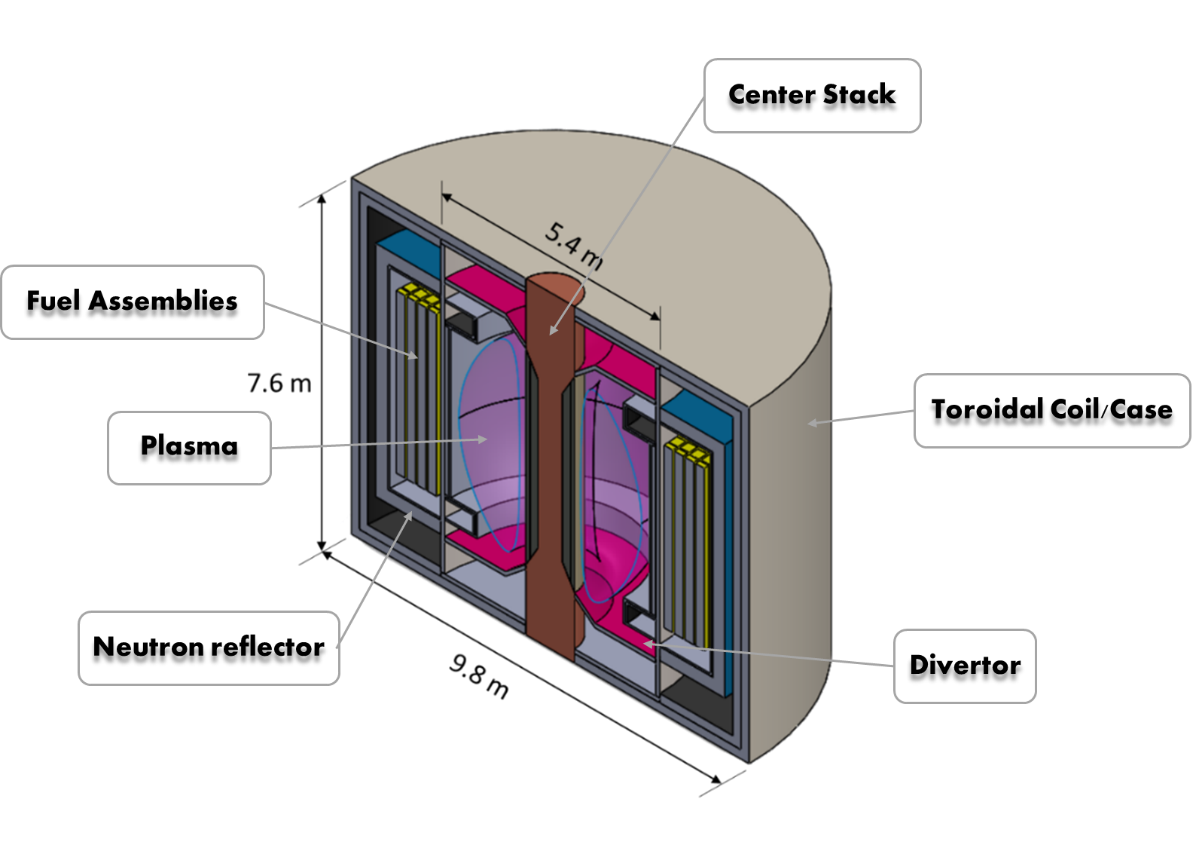 Center Stack
5.4 m
Fuel Assemblies
7.6 m
Toroidal Coil/Case
Plasma
Neutron reflector
9.8 m
Divertor